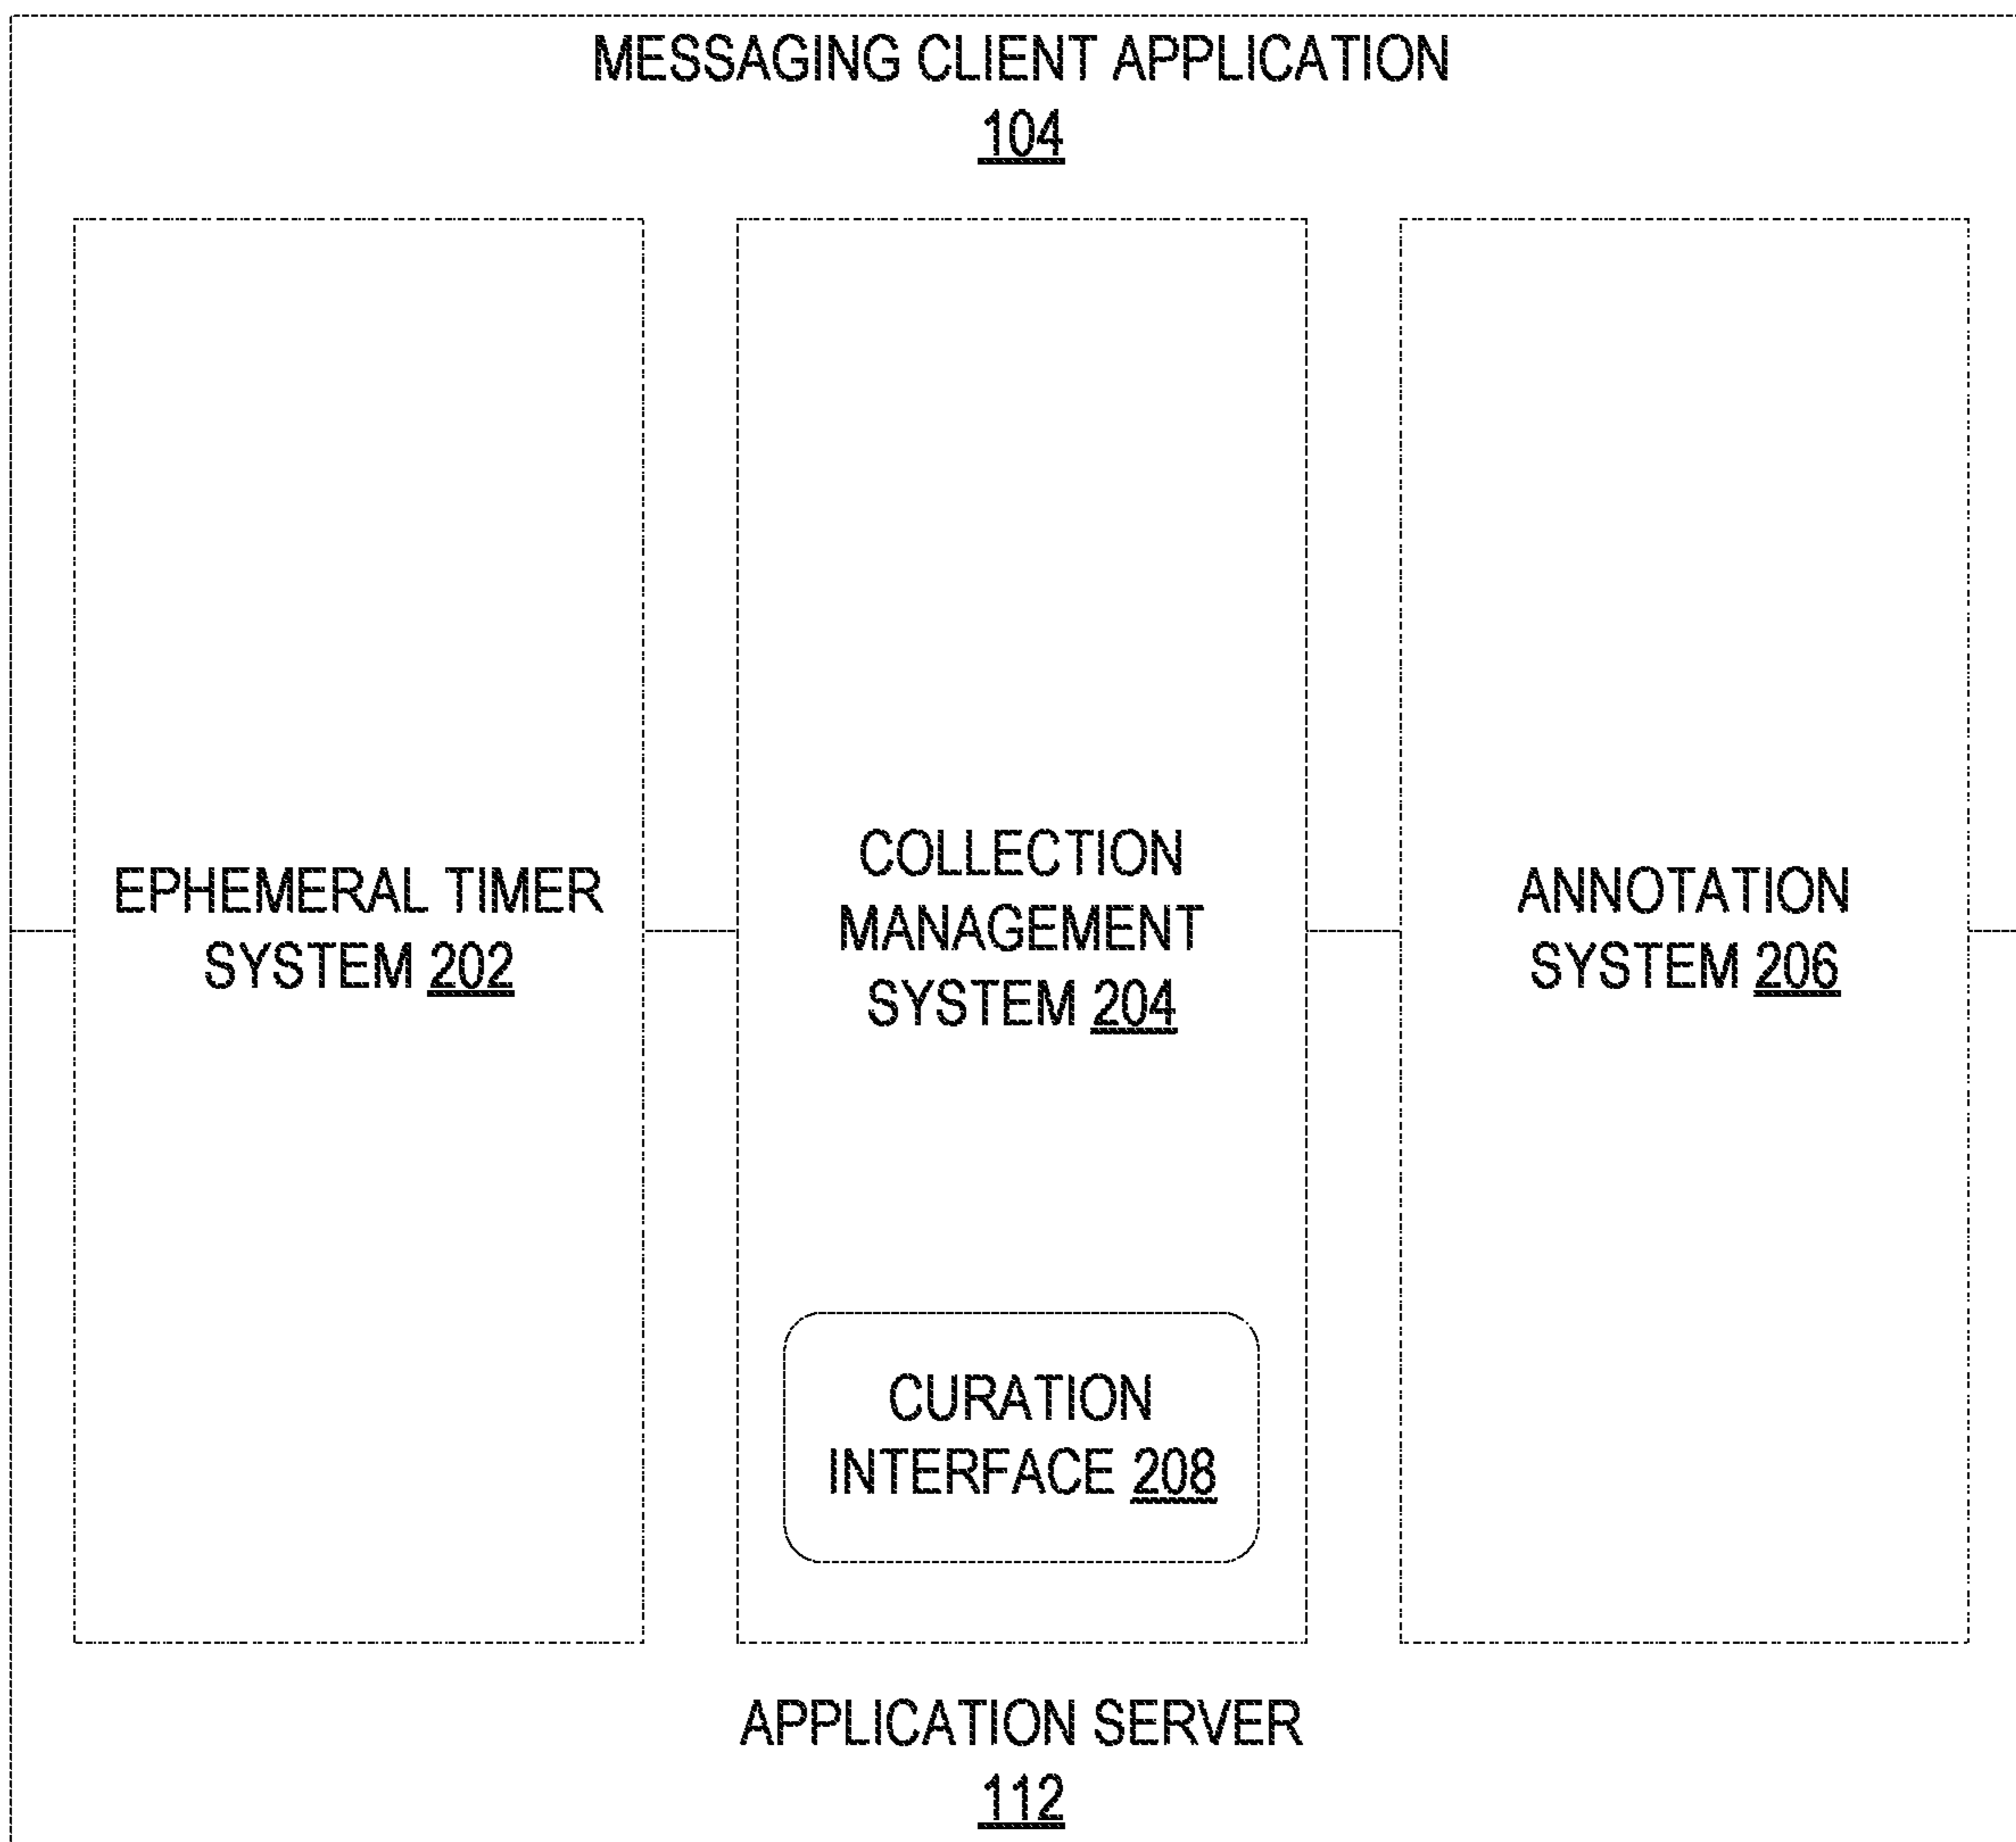 MESSAGING CLIENT APPLICATION
104
EPHEMERAL TIMER
SYSTEM 202
COLLECTION
MANAGEMENT
SYSTEM 204
ANNOTATION
SYSTEM 206
CURATION
INTERFACE 208
APPLICATION SERVER
112